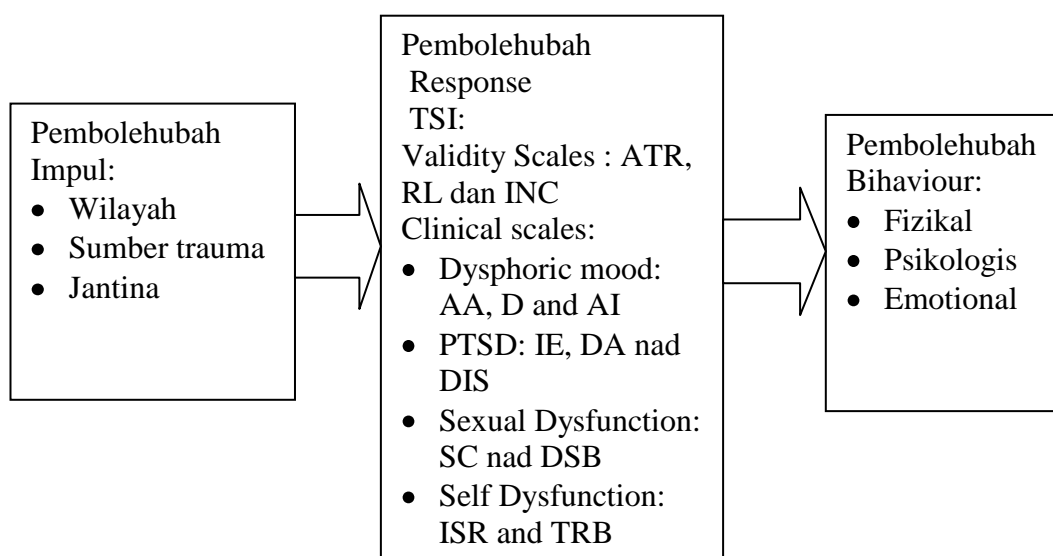 Pembolehubah
Impul:
• Wilayah
• Sumber trauma
• Jantina
Pembolehubah
Response
TSI:
Validity Scales : ATR,
RL dan INC
Clinical scales:
• Dysphoric mood:
AA, D and AI
• PTSD: IE, DA nad
DIS
• Sexual Dysfunction:
SC nad DSB
• Self Dysfunction:
ISR and TRB
Pembolehubah
Bihaviour:
• Fizikal
• Psikologis
• Emotional